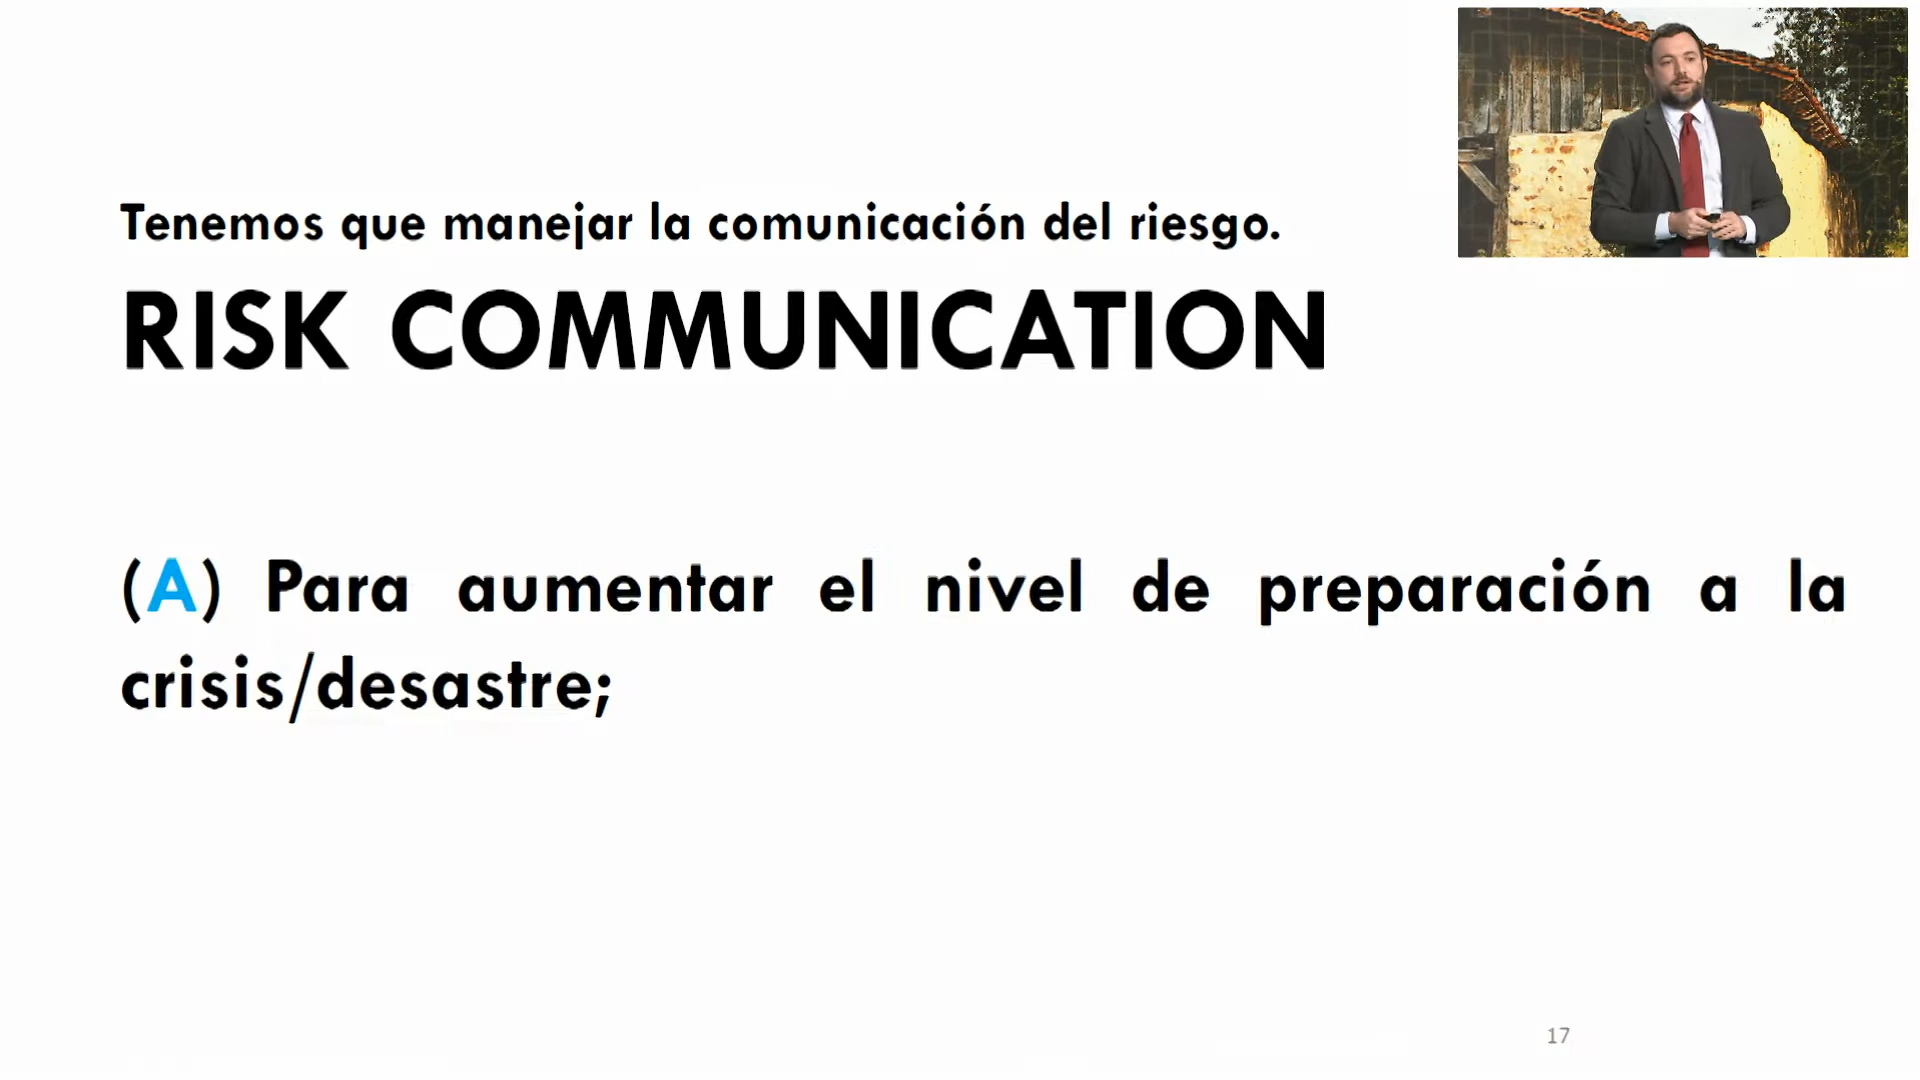 Tenemos que manejar la comunicación del riesgo.
RISK COMMUNICATION
(A) Para aumentar el nivel de preparación a la
crisis/desastre;
17